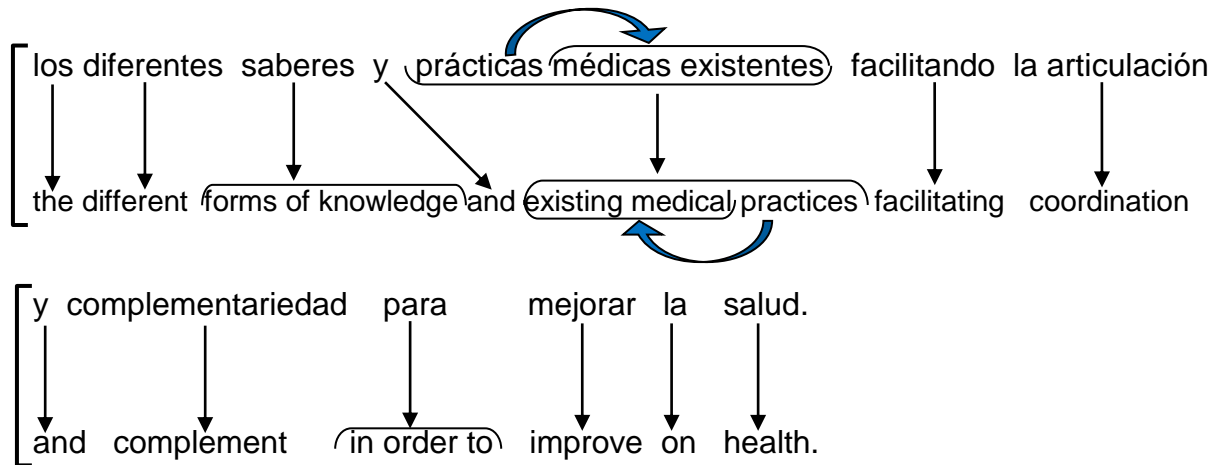 los diferentes saberes y prácticas médicas existentes facilitando la articulación
the different forms of knowledge and existing medical practices facilitating coordination
y complementariedad para mejorar la salud.
and complement in order to improve on health.